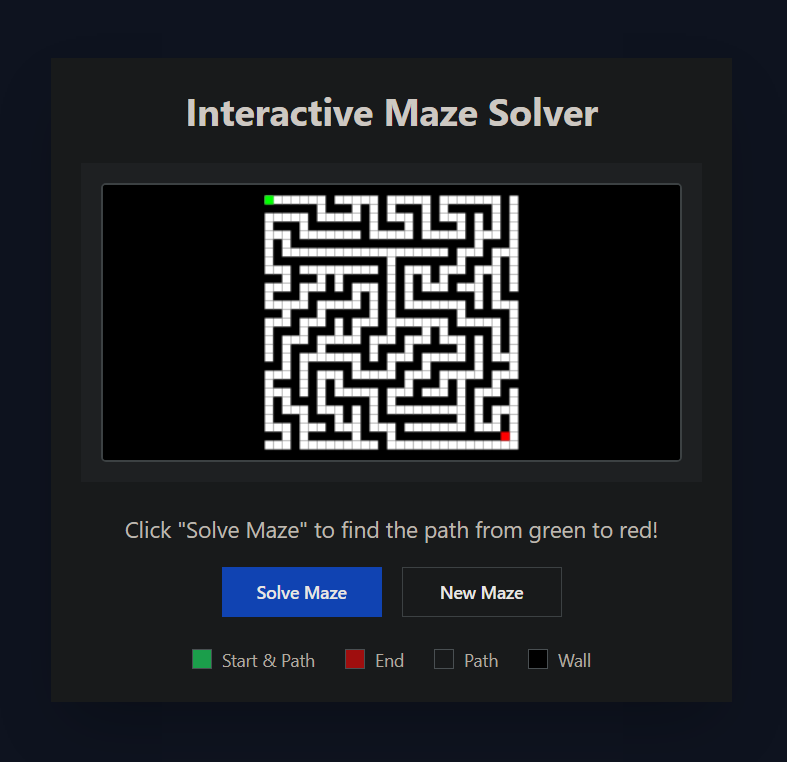 Interactive Maze Solver
Click "Solve Maze" to find the path from green to red!
Solve Maze
New Maze
Start & Path
End
Path
Wall